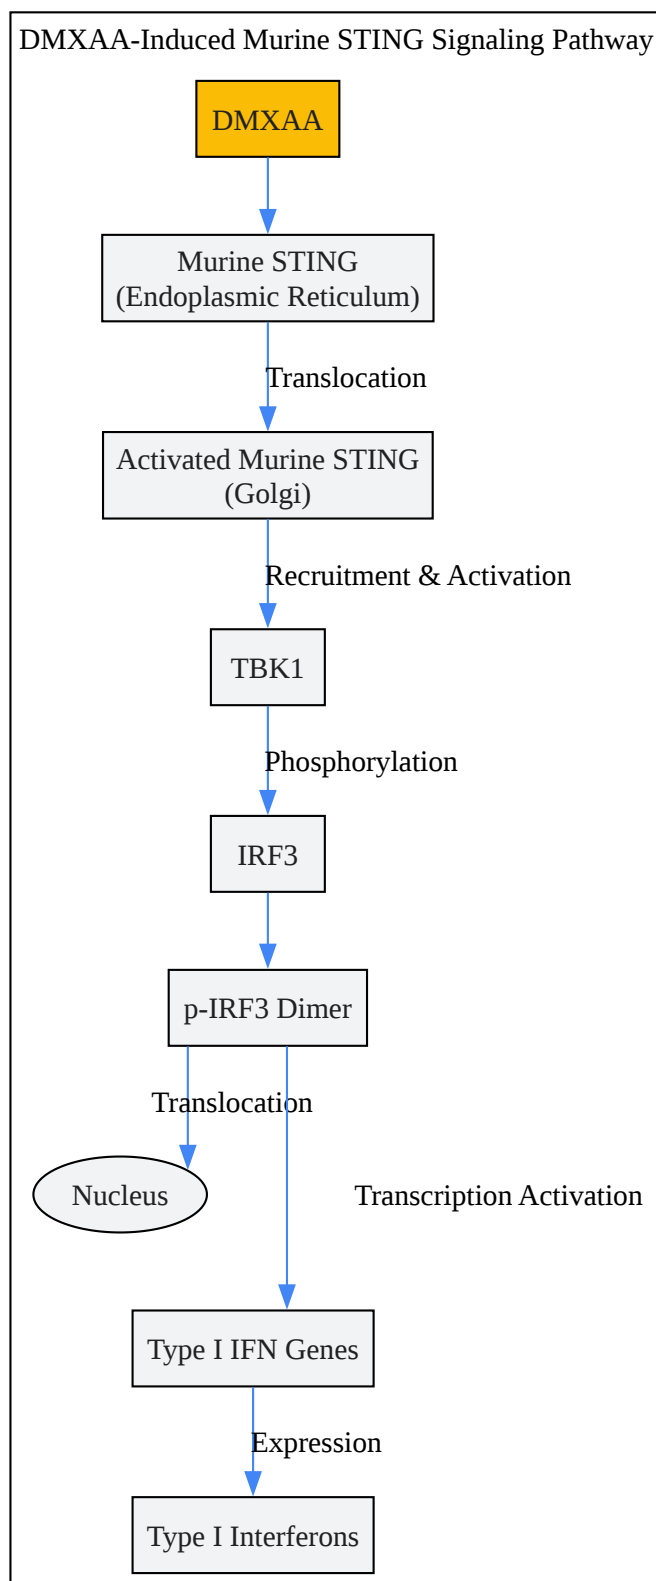 DMXAA-Induced Murine STING Signaling Pathway
DMXAA
Murine STING
(Endoplasmic Reticulum)
Translocation
Activated Murine STING
(Golgi)
Recruitment & Activation
TBK1
Phosphorylation
IRF3
p-IRF3 Dimer
Translocation
Nucleus
Transcription Activation
Type I IFN Genes
Expression
Type I Interferons